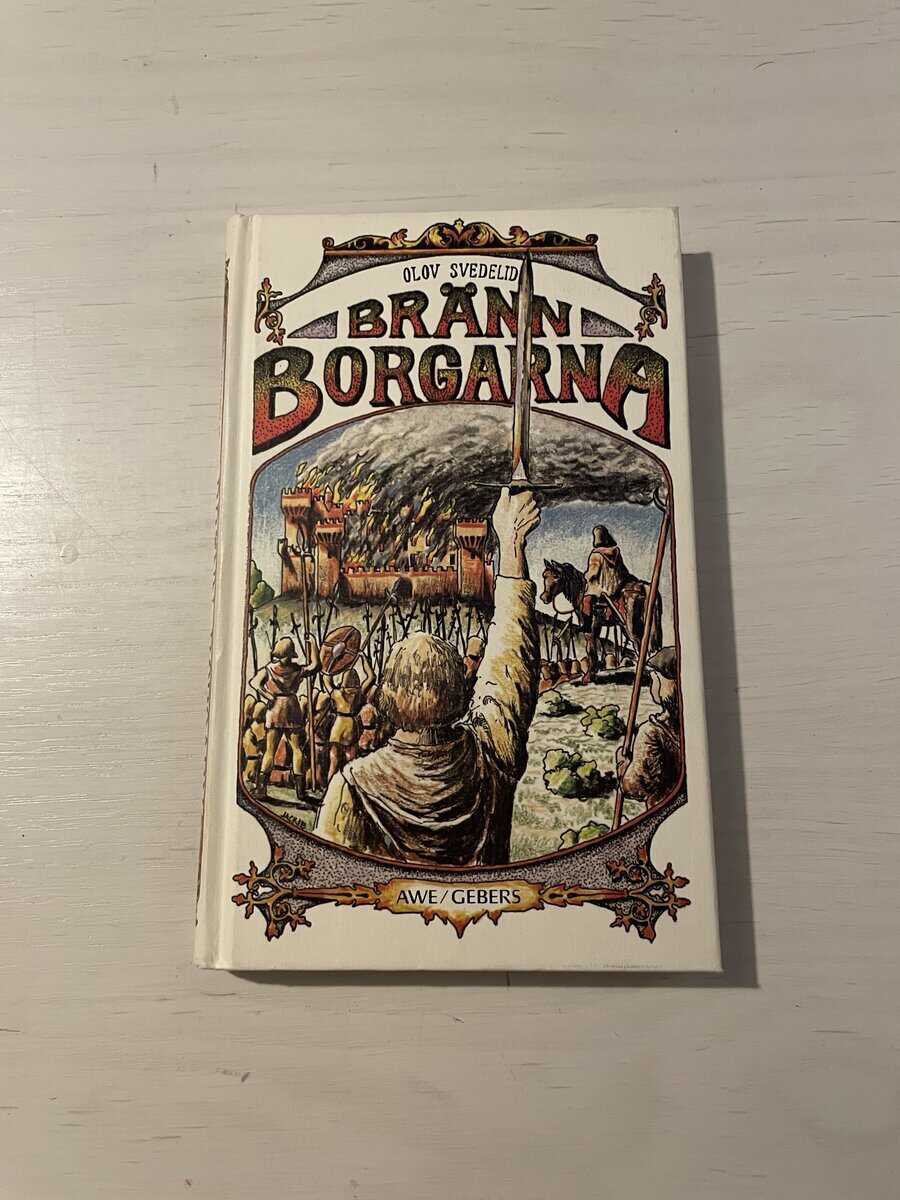 OLOV SVEDELID
BRÄNN
BORGARNA
AWE/GEBERS